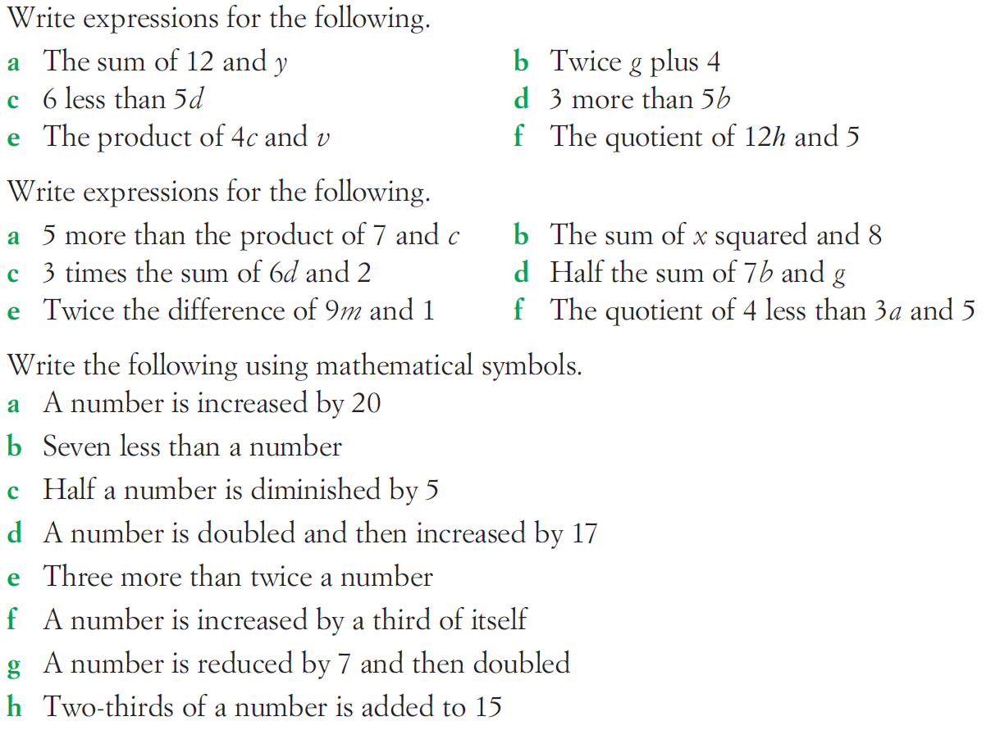 Write expressions for the following.
a The sum of 12 and y
b Twice g plus 4
c 6 less than 5d
d 3 more than 5b
e The product of 4c and v
f The quotient of 12h and 5
Write expressions for the following.
a 5 more than the product of 7 and c
b The sum of x squared and 8
c 3 times the sum of 6d and 2
d Half the sum of 7b and g
e Twice the difference of 9m and 1
f The quotient of 4 less than 3a and 5
Write the following using mathematical symbols.
a A number is increased by 20
b Seven less than a number
c Half a number is diminished by 5
d A number is doubled and then increased by 17
e Three more than twice a number
f A number is increased by a third of itself
g A number is reduced by 7 and then doubled
h Two-thirds of a number is added to 15